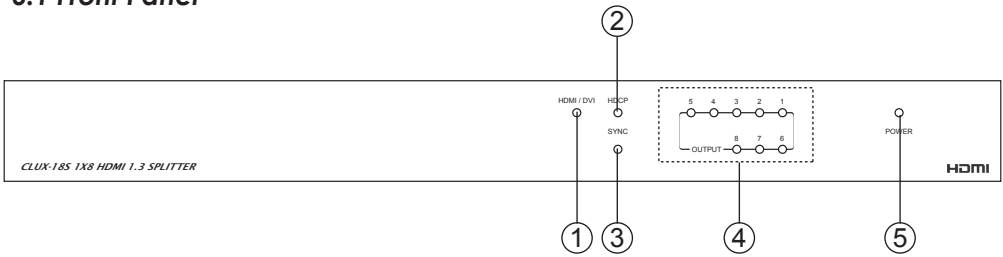 6.1 Front Panel
2
HDMI / DVI HDCP
5 4 3 2 1
SYNC
POWER
8 7 6
OUTPUT
CLUX-18S 1X8 HDMI 1.3 SPLITTER
HDMI
1 3 4 5